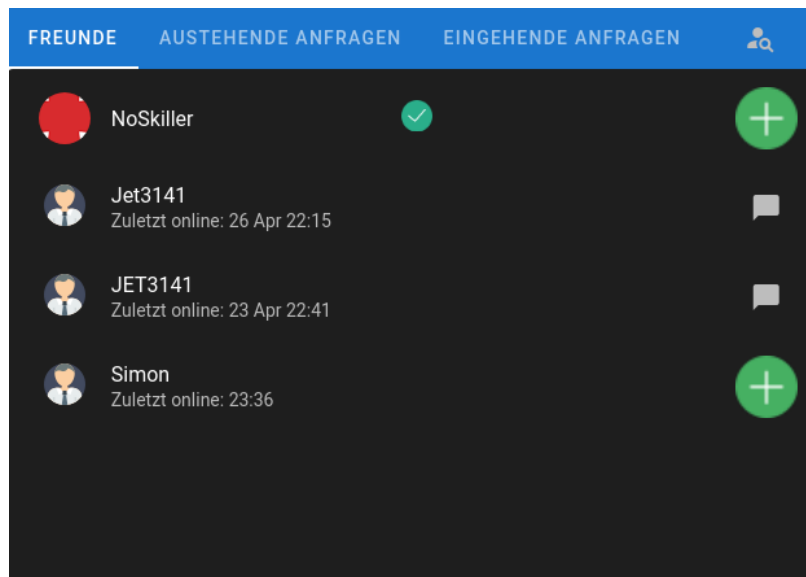 FREUNDE AUSTEHENDE ANFRAGEN EINGEHENDE ANFRAGEN
NoSkiller
Jet3141
Zuletzt online: 26 Apr 22:15
JET3141
Zuletzt online: 23 Apr 22:41
Simon
Zuletzt online: 23:36